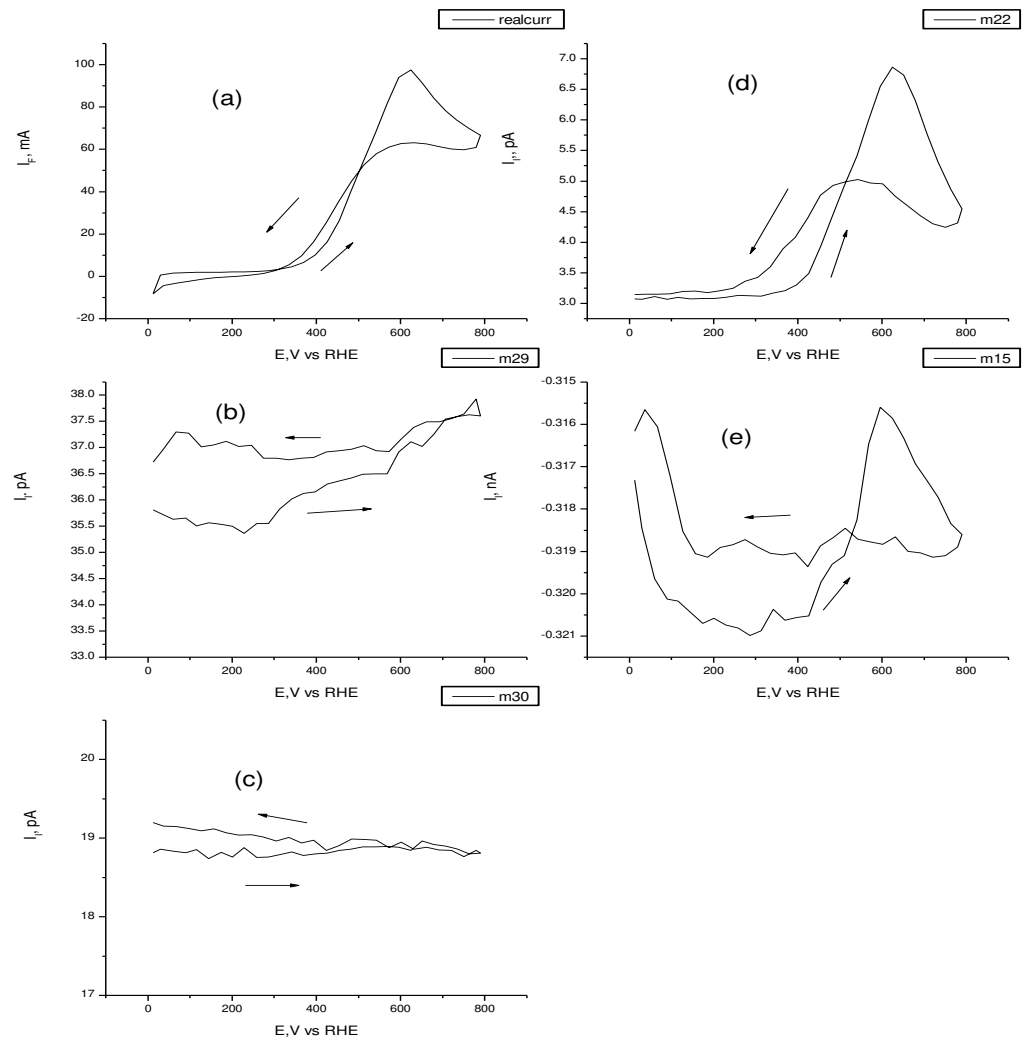 realcurr
(a)
I_F, mA
100
80
60
40
20
0
-20
0 200 400 600 800
E,V vs RHE
m22
(d)
I_I, pA
7.0
6.5
6.0
5.5
5.0
4.5
4.0
3.5
3.0
0 200 400 600 800
E,V vs RHE
m29
(b)
I_I, pA
38.0
37.5
37.0
36.5
36.0
35.5
35.0
34.5
34.0
33.5
33.0
0 200 400 600 800
E,V vs RHE
m15
(e)
I_I, nA
-0.315
-0.316
-0.317
-0.318
-0.319
-0.320
-0.321
0 200 400 600 800
E,V vs RHE
m30
(c)
I_I, pA
20
19
18
17
0 200 400 600 800
E,V vs RHE